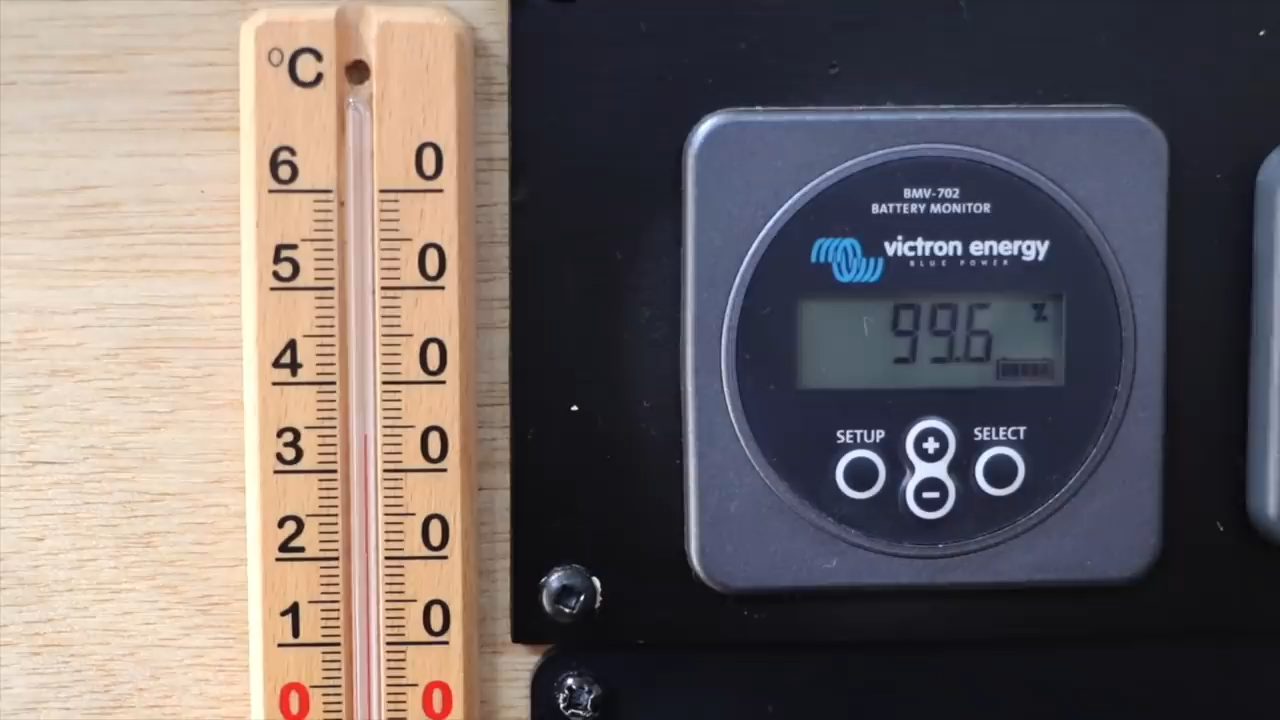 °C
6 0
5 0
4 0
3 0
2 0
1 0
0 0
BMV-702
BATTERY MONITOR
victron energy
BLUE POWER
99.6 %
SETUP + SELECT
−